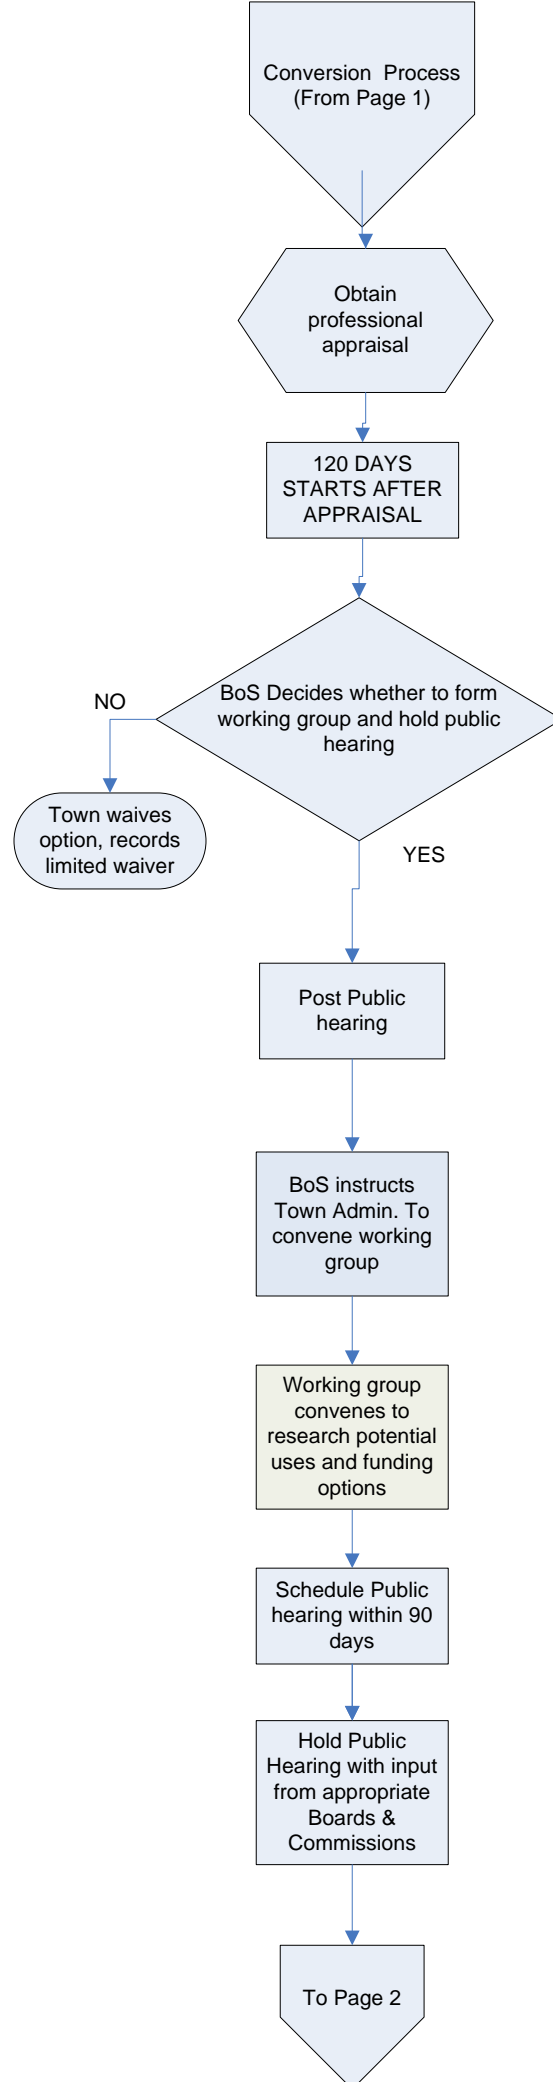 Conversion  Process
(From Page 1)
Obtain
professional
appraisal
120 DAYS
STARTS AFTER
APPRAISAL
BoS Decides whether to form
working group and hold public
hearing
NO
Town waives
option, records
limited waiver
YES
Post Public
hearing
BoS instructs
Town Admin. To
convene working
group
Working group
convenes to
research potential
uses and funding
options
Schedule Public
hearing within 90
days
Hold Public
Hearing with input
from appropriate
Boards &
Commissions
To Page 2